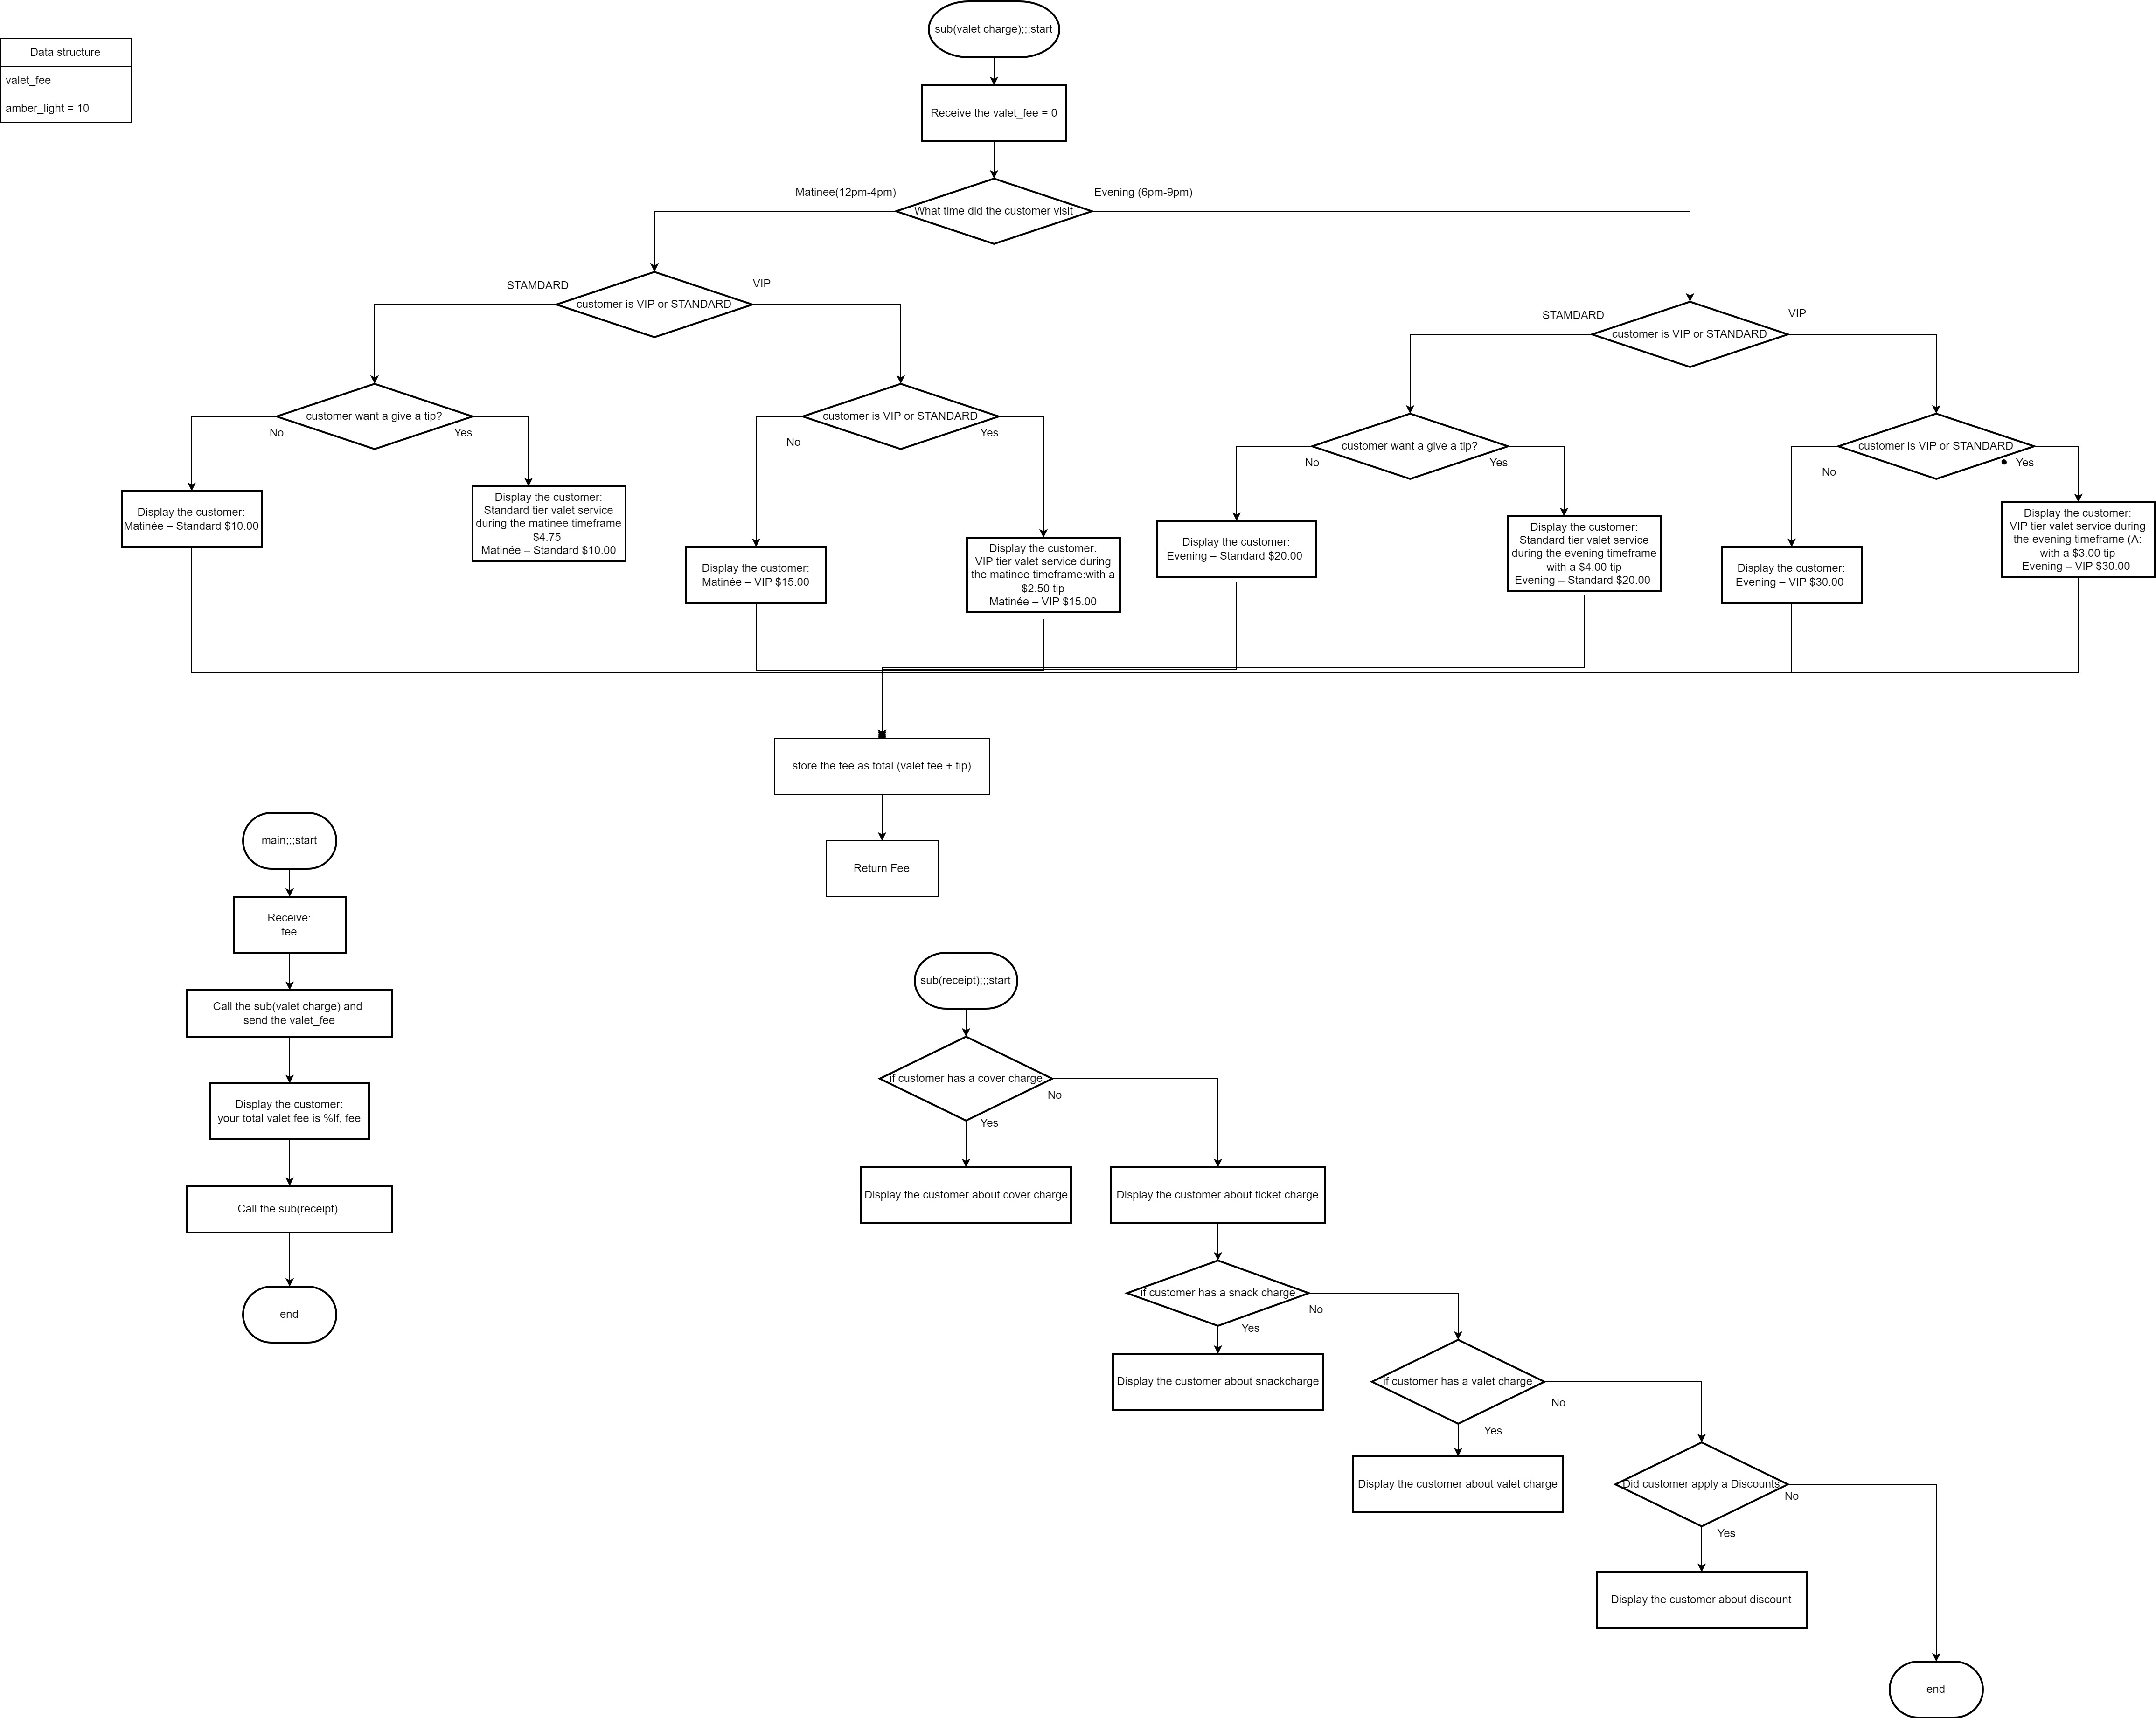 sub(valet charge);;;start
Data structure
valet_fee
amber_light = 10
Receive the valet_fee = 0
Matinee(12pm-4pm)
Evening (6pm-9pm)
What time did the customer visit
STAMDARD
VIP
customer is VIP or STANDARD
STAMDARD
VIP
customer is VIP or STANDARD
customer want a give a tip?
No
Yes
customer is VIP or STANDARD
No
Yes
customer want a give a tip?
No
Yes
customer is VIP or STANDARD
No
Yes
Display the customer:
Matinée – Standard $10.00
Display the customer:
Standard tier valet service
during the matinee timeframe
$4.75
Matinée – Standard $10.00
Display the customer:
Matinée – VIP $15.00
Display the customer:
VIP tier valet service during
the matinee timeframe:with a
$2.50 tip
Matinée – VIP $15.00
Display the customer:
Evening – Standard $20.00
Display the customer:
Standard tier valet service
during the evening timeframe
with a $4.00 tip
Evening – Standard $20.00
Display the customer:
Evening – VIP $30.00
Display the customer:
VIP tier valet service during
the evening timeframe (A:
with a $3.00 tip
Evening – VIP $30.00
store the fee as total (valet fee + tip)
Return Fee
main;;;start
Receive:
fee
Call the sub(valet charge) and
send the valet_fee
Display the customer:
your total valet fee is %lf, fee
Call the sub(receipt)
end
sub(receipt);;;start
if customer has a cover charge
No
Yes
Display the customer about cover charge
Display the customer about ticket charge
if customer has a snack charge
No
Yes
Display the customer about snackcharge
if customer has a valet charge
No
Yes
Display the customer about valet charge
Did customer apply a Discounts
No
Yes
Display the customer about discount
end